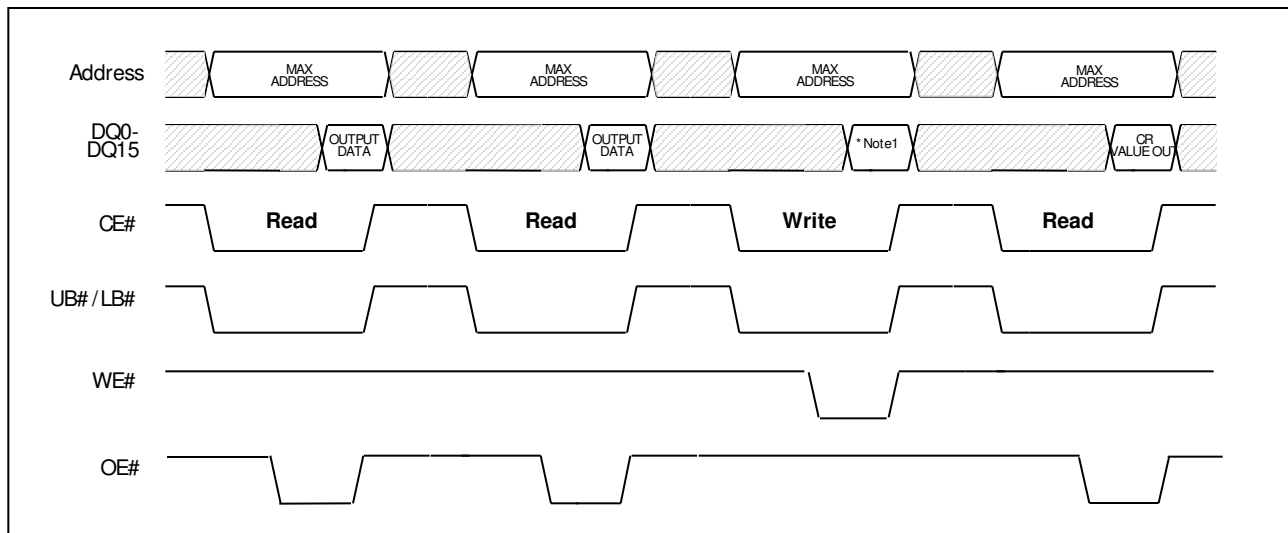 Address
MAX
ADDRESS
MAX
ADDRESS
MAX
ADDRESS
MAX
ADDRESS
DQ0-
DQ15
OUTPUT
DATA
OUTPUT
DATA
*Note1
CR
VALUE OUT
CE#
Read
Read
Write
Read
UB# / LB#
WE#
OE#